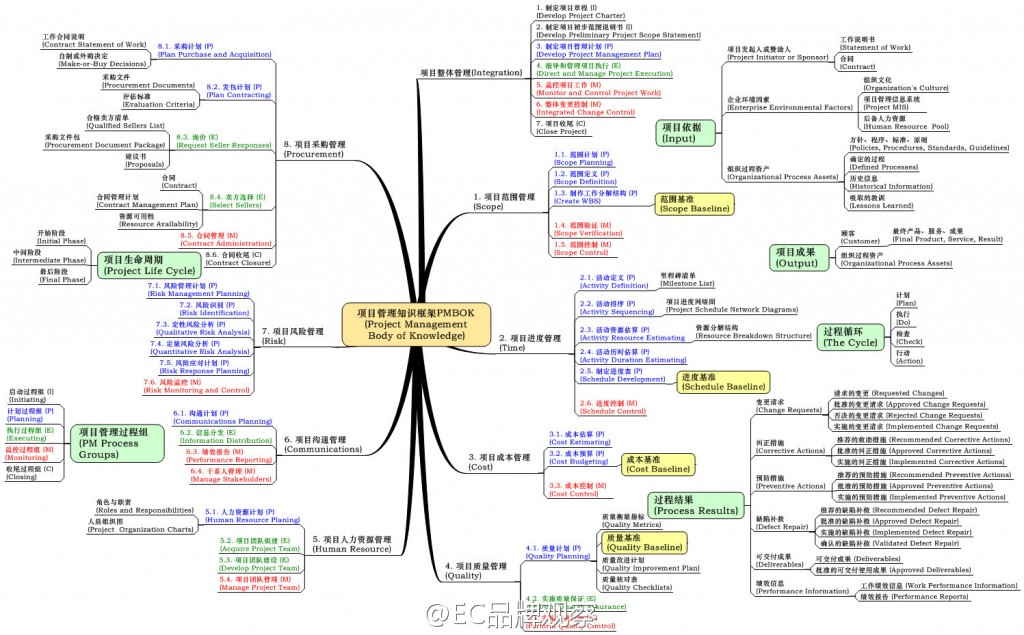 项目管理知识框架PMBOK
(Project Management
Body of Knowledge)
项目整体管理(Integration)
1. 制定项目章程 (I)
(Develop Project Charter)
2. 制定项目初步范围说明书 (I)
(Develop Preliminary Project Scope Statement)
3. 制定项目管理计划 (P)
(Develop Project Management Plan)
4. 指导和管理项目执行 (E)
(Direct and Manage Project Execution)
5. 监控项目工作 (M)
(Monitor and Control Project Work)
6. 整体变更控制 (M)
(Integrated Change Control)
7. 项目收尾 (C)
(Close Project)
1. 项目范围管理
(Scope)
1.1. 范围计划 (P)
(Scope Planning)
1.2. 范围定义 (P)
(Scope Definition)
1.3. 制作工作分解结构 (P)
(Create WBS)
范围基准
(Scope Baseline)
1.4. 范围验证 (M)
(Scope Verification)
1.5. 范围控制 (M)
(Scope Control)
2. 项目进度管理
(Time)
2.1. 活动定义 (P)
(Activity Definition)
里程碑清单
(Milestone List)
2.2. 活动排序 (P)
(Activity Sequencing)
项目进度网络图
(Project Schedule Network Diagrams)
2.3. 活动资源估算 (P)
(Activity Resource Estimating
资源分解结构
(Resource Breakdown Structure)
2.4. 活动历时估算 (P)
(Activity Duration Estimating)
2.5. 制定进度表 (P)
(Schedule Development)
进度基准
(Schedule Baseline)
2.6. 进度控制 (M)
(Schedule Control)
3. 项目成本管理
(Cost)
3.1. 成本估算 (P)
(Cost Estimating)
3.2. 成本预算 (P)
(Cost Budgeting)
成本基准
(Cost Baseline)
3.3. 成本控制 (M)
(Cost Control)
4. 项目质量管理
(Quality)
4.1. 质量计划 (P)
(Quality Planning)
质量衡量指标
(Quality Metrics)
质量基准
(Quality Baseline)
质量改进计划
(Quality Improvement Plan)
质量核对表
(Quality Checklists)
4.2. 实施质量保证 (E)
5. 项目人力资源管理
(Human Resource)
5.1. 人力资源计划 (P)
(Human Resource Planing)
角色与职责
(Roles and Responsibilities)
人员组织图
(Project Organization Charts)
5.2. 项目团队组建 (E)
(Acquire Project Team)
5.3. 项目团队建设 (E)
(Develop Project Team)
5.4. 项目团队管理 (M)
(Manage Project Team)
6. 项目沟通管理
(Communications)
6.1. 沟通计划 (P)
(Communications Planning)
6.2. 信息分发 (E)
(Information Distribution)
6.3. 绩效报告 (M)
(Performance Reporting)
6.4. 干系人管理 (M)
(Manage Stakeholders)
7. 项目风险管理
(Risk)
7.1. 风险管理计划 (P)
(Risk Management Planning)
7.2. 风险识别 (P)
(Risk Identification)
7.3. 定性风险分析 (P)
(Qualitative Risk Analysis)
7.4. 定量风险分析 (P)
(Quantitative Risk Analysis)
7.5. 风险应对计划 (P)
(Risk Response Planning)
7.6. 风险监控 (M)
(Risk Monitoring and Control)
8. 项目采购管理
(Procurement)
8.1. 采购计划 (P)
(Plan Purchase and Acquisition)
工作合同说明
(Contract Statement of Work)
自制或外购决定
(Make-or-Buy Decisions)
8.2. 发包计划 (P)
(Plan Contracting)
采购文件
(Procurement Documents)
评估标准
(Evaluation Criteria)
8.3. 询价 (E)
(Request Seller Responses)
合格卖方清单
(Qualified Sellers List)
采购文件包
(Procurement Document Package)
建议书
(Proposals)
8.4. 卖方选择 (E)
(Select Sellers)
合同
(Contract)
合同管理计划
(Contract Management Plan)
资源可用性
(Resource Availability)
8.5. 合同管理 (M)
(Contract Administration)
8.6. 合同收尾 (C)
(Contract Closure)
项目生命周期
(Project Life Cycle)
开始阶段
(Initial Phase)
中间阶段
(Intermediate Phase)
最后阶段
(Final Phase)
项目管理过程组
(PM Process
Groups)
启动过程组 (I)
(Initiating)
计划过程组 (P)
(Planning)
执行过程组 (E)
(Executing)
监控过程组 (M)
(Monitoring)
收尾过程组 (C)
(Closing)
项目依据
(Input)
项目发起人或赞助人
(Project Initiator or Sponsor)
工作说明书
(Statement of Work)
合同
(Contract)
企业环境因素
(Enterprise Environmental Factors)
组织文化
(Organization's Culture)
项目管理信息系统
(Project MIS)
后备人力资源
(Human Resource Pool)
组织过程资产
(Organizational Process Assets)
方针、程序、标准、原则
(Policies, Procedures, Standards, Guidelines)
确定的过程
(Defined Processes)
历史信息
(Historical Information)
吸取的教训
(Lessons Learned)
项目成果
(Output)
顾客
(Customer)
最终产品、服务、成果
(Final Product, Service, Result)
组织过程资产
(Organizational Process Assets)
过程循环
(The Cycle)
计划
(Plan)
执行
(Do)
检查
(Check)
行动
(Action)
过程结果
(Process Results)
变更请求
(Change Requests)
请求的变更 (Requested Changes)
批准的变更请求 (Approved Change Requests)
否决的变更请求 (Rejected Change Requests)
实施的变更请求 (Implemented Change Requests)
纠正措施
(Corrective Actions)
推荐的救治措施 (Recommended Corrective Actions)
批准的纠正措施 (Approved Corrective Actions)
实施的纠正措施 (Implemented Corrective Actions)
预防措施
(Preventive Actions)
推荐的预防措施 (Recommended Preventive Actions)
批准的预防措施 (Approved Preventive Actions)
实施的预防措施 (Implemented Preventive Actions)
缺陷补救
(Defect Repair)
推荐的缺陷补救 (Recommended Defect Repair)
批准的缺陷补救 (Approved Defect Repair)
实施的缺陷补救 (Implemented Defect Repair)
确认的缺陷补救 (Validated Defect Repair)
可交付成果
(Deliverables)
可交付成果 (Deliverables)
批准的可交付使用成果 (Approved Deliverables)
绩效信息
(Performance Information)
工作绩效信息 (Work Performance Information)
绩效报告 (Performance Reports)
@EC品牌观察